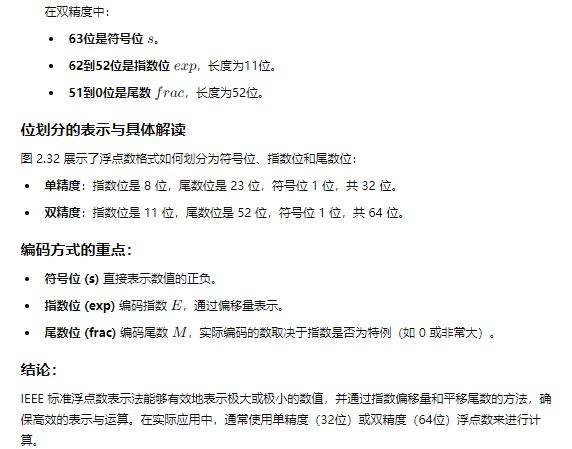 在双精度中：
• 63位是符号位 s。
• 62到52位是指数位 exp，长度为11位。
• 51到0位是尾数 frac，长度为52位。
位划分的表示与具体解读
图 2.32 展示了浮点数格式如何划分为符号位、指数位和尾数位：
• 单精度：指数位是 8 位，尾数位是 23 位，符号位 1 位，共 32 位。
• 双精度：指数位是 11 位，尾数位是 52 位，符号位 1 位，共 64 位。
编码方式的重点：
• 符号位 (s) 直接表示数值的正负。
• 指数位 (exp) 编码指数 E，通过偏移量表示。
• 尾数位 (frac) 编码尾数 M，实际编码的数取决于指数是否为特例（如 0 或非常大）。
结论：
IEEE 标准浮点数表示法能够有效地表示极大或极小的数值，并通过指数偏移量和平移尾数的方法，确
保高效的表示与运算。在实际应用中，通常使用单精度（32位）或双精度（64位）浮点数来进行计
算。